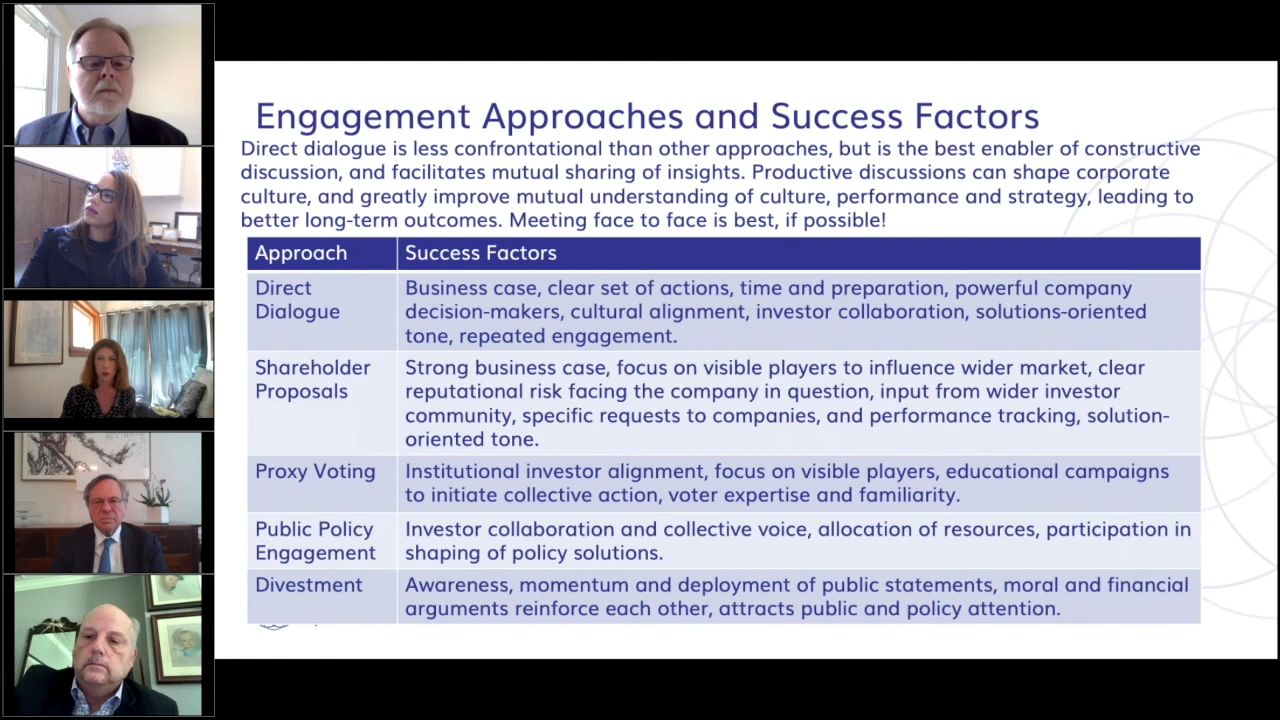 Engagement Approaches and Success Factors
Direct dialogue is less confrontational than other approaches, but is the best enabler of constructive
discussion, and facilitates mutual sharing of insights. Productive discussions can shape corporate
culture, and greatly improve mutual understanding of culture, performance and strategy, leading to
better long-term outcomes. Meeting face to face is best, if possible!
Approach
Success Factors
Direct
Dialogue
Business case, clear set of actions, time and preparation, powerful company
decision-makers, cultural alignment, investor collaboration, solutions-oriented
tone, repeated engagement.
Shareholder
Proposals
Strong business case, focus on visible players to influence wider market, clear
reputational risk facing the company in question, input from wider investor
community, specific requests to companies, and performance tracking, solution-
oriented tone.
Proxy Voting
Institutional investor alignment, focus on visible players, educational campaigns
to initiate collective action, voter expertise and familiarity.
Public Policy
Engagement
Investor collaboration and collective voice, allocation of resources, participation in
shaping of policy solutions.
Divestment
Awareness, momentum and deployment of public statements, moral and financial
arguments reinforce each other, attracts public and policy attention.